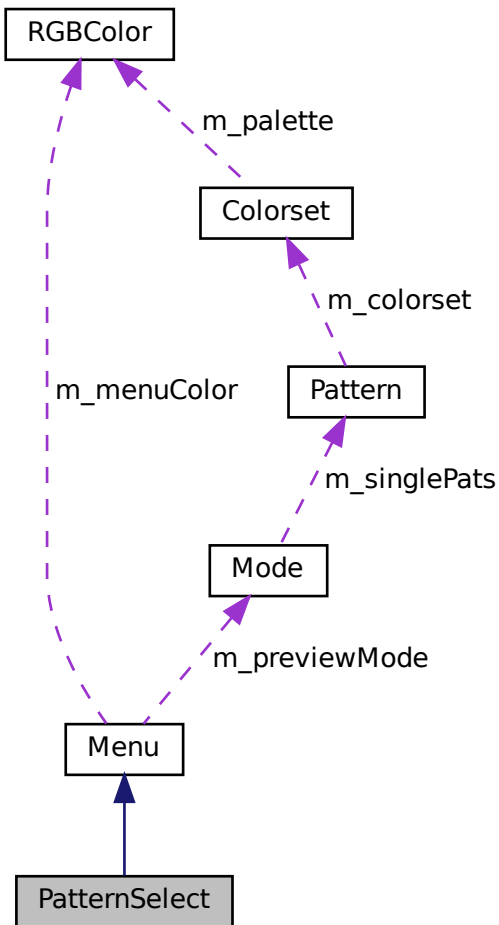 RGBColor
m_palette
Colorset
m_colorset
Pattern
m_menuColor
m_singlePats
Mode
m_previewMode
Menu
PatternSelect